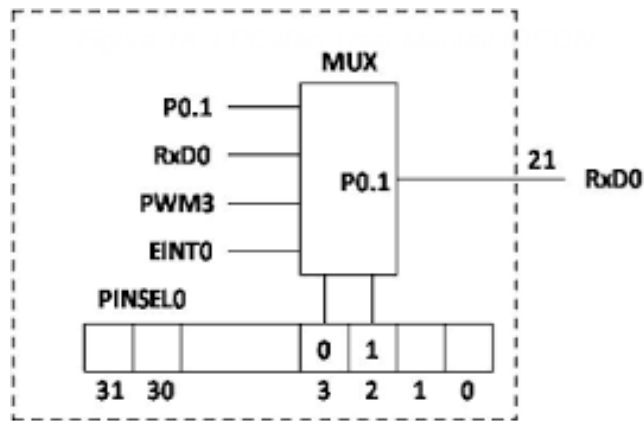 MUX
P0.1
RxD0
PWM3
EINT0
P0.1
21 RxD0
PINSEL0
0 1
31 30 3 2 1 0